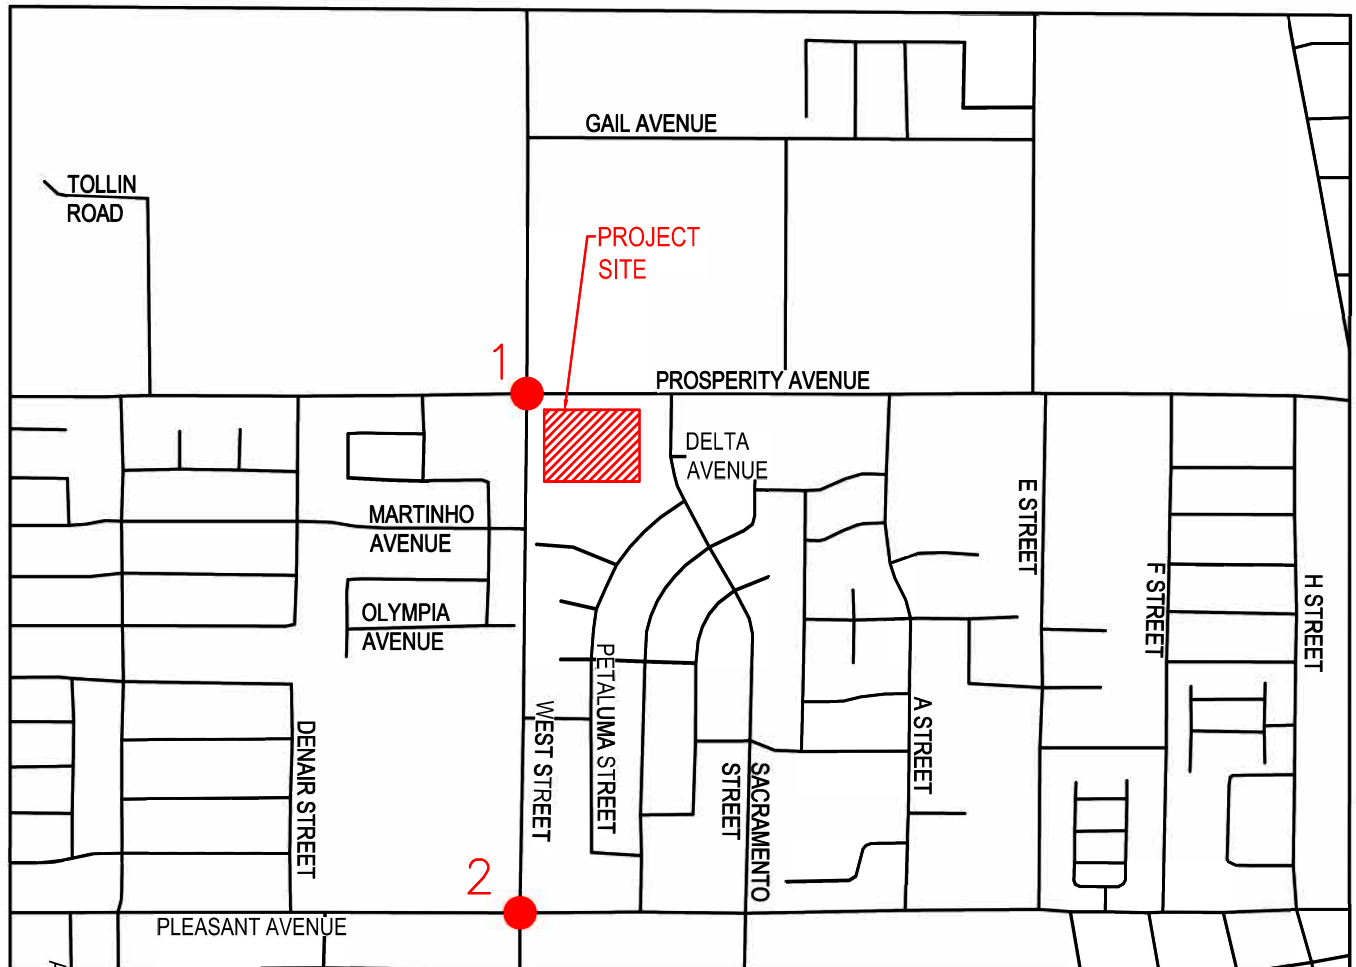 GAIL AVENUE
TOLLIN
ROAD
PROJECT
SITE
1
PROSPERITY AVENUE
DELTA
AVENUE
MARTINHO
AVENUE
E STREET
F STREET
H STREET
OLYMPIA
AVENUE
PETALUMA STREET
WEST STREET
A STREET
DENAIR STREET
SACRAMENTO
STREET
2
PLEASANT AVENUE